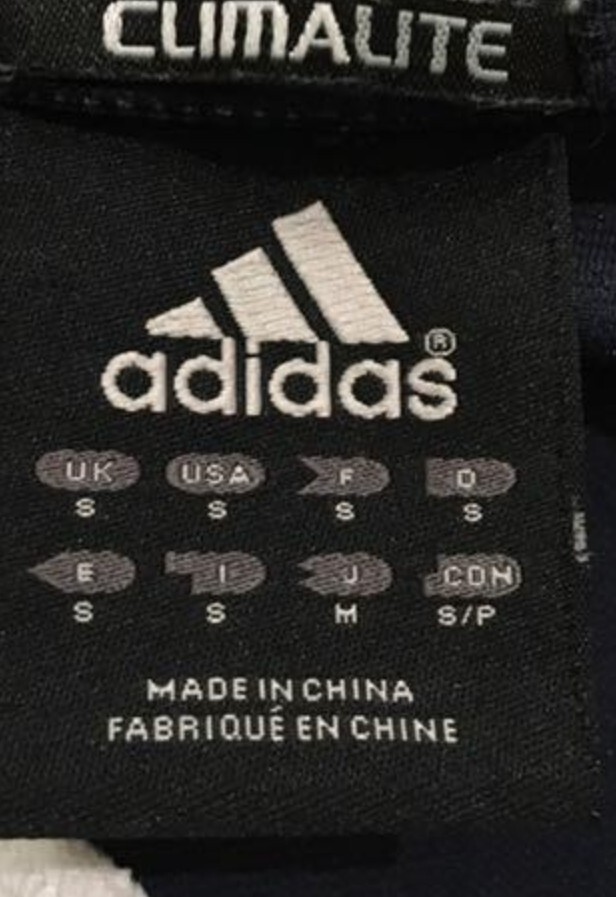 CLIMALITE
adidas®
UK USA F D
S S S S
E I J CDN
S S M S/P
MADE IN CHINA
FABRIQUÉ EN CHINE